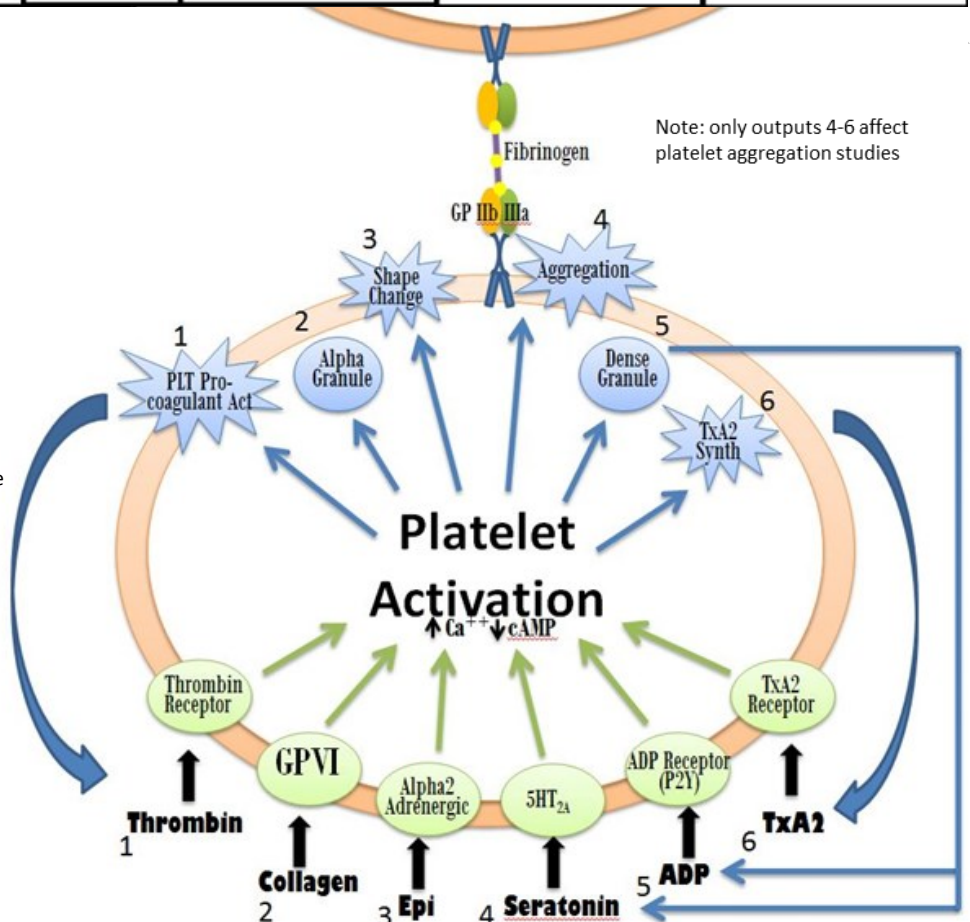 Note: only outputs 4-6 affect
platelet aggregation studies
Fibrinogen
GP IIb IIIa
4
Aggregation
3
Shape
Change
2
Alpha
Granule
1
PLT Pro-
coagulant Act
5
Dense
Granule
6
TxA2
Synth
e
Platelet
Activation
↑Ca++↓cAMP
Thrombin
Receptor
GPVI
Alpha2
Adrenergic
5HT2A
ADP Receptor
(P2Y)
TxA2
Receptor
Thrombin
1
Collagen
2
Epi
3
Seratonin
4
ADP
5
TxA2
6